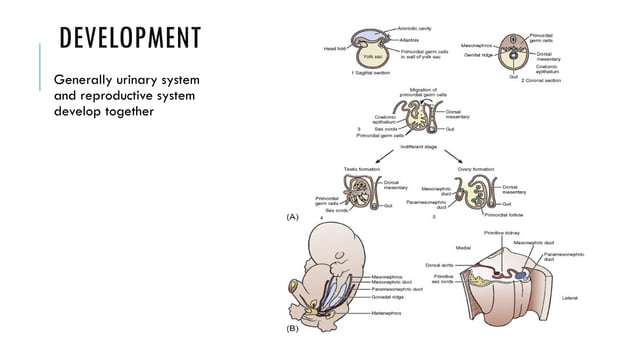 DEVELOPMENT
Generally urinary system
and reproductive system
develop together
Amniotic cavity
Allantois
Head fold
Primordial germ cells
in wall of yolk sac
Yolk sac
1 Sagittal section
Primordial
germ cells
Mesonephros
Genital ridge
Dorsal
mesentary
Coelomic
epithelium
Gut
2 Coronal section
Migration of
primordial germ cells
Dorsal
mesentary
Coelomic
epithelium
3
Sex cords
Gut
Primordial germ cells
Indifferent stage
Testis formation
Ovary formation
Dorsal
mesentary
Primordial
germ cells
Gut
Sex cords
4
Mesonephric
duct
Paramesonephric
duct
Dorsal
mesentary
Gut
Primordial follicle
5
(A)
Mesonephros
Mesonephric duct
Paramesonephric duct
Gonadal ridge
Metanephros
(B)
Primitive kidney
Mesonephric duct
Medial
Paramesonephric
duct
Dorsal aorta
Primitive
sex cords
Lateral